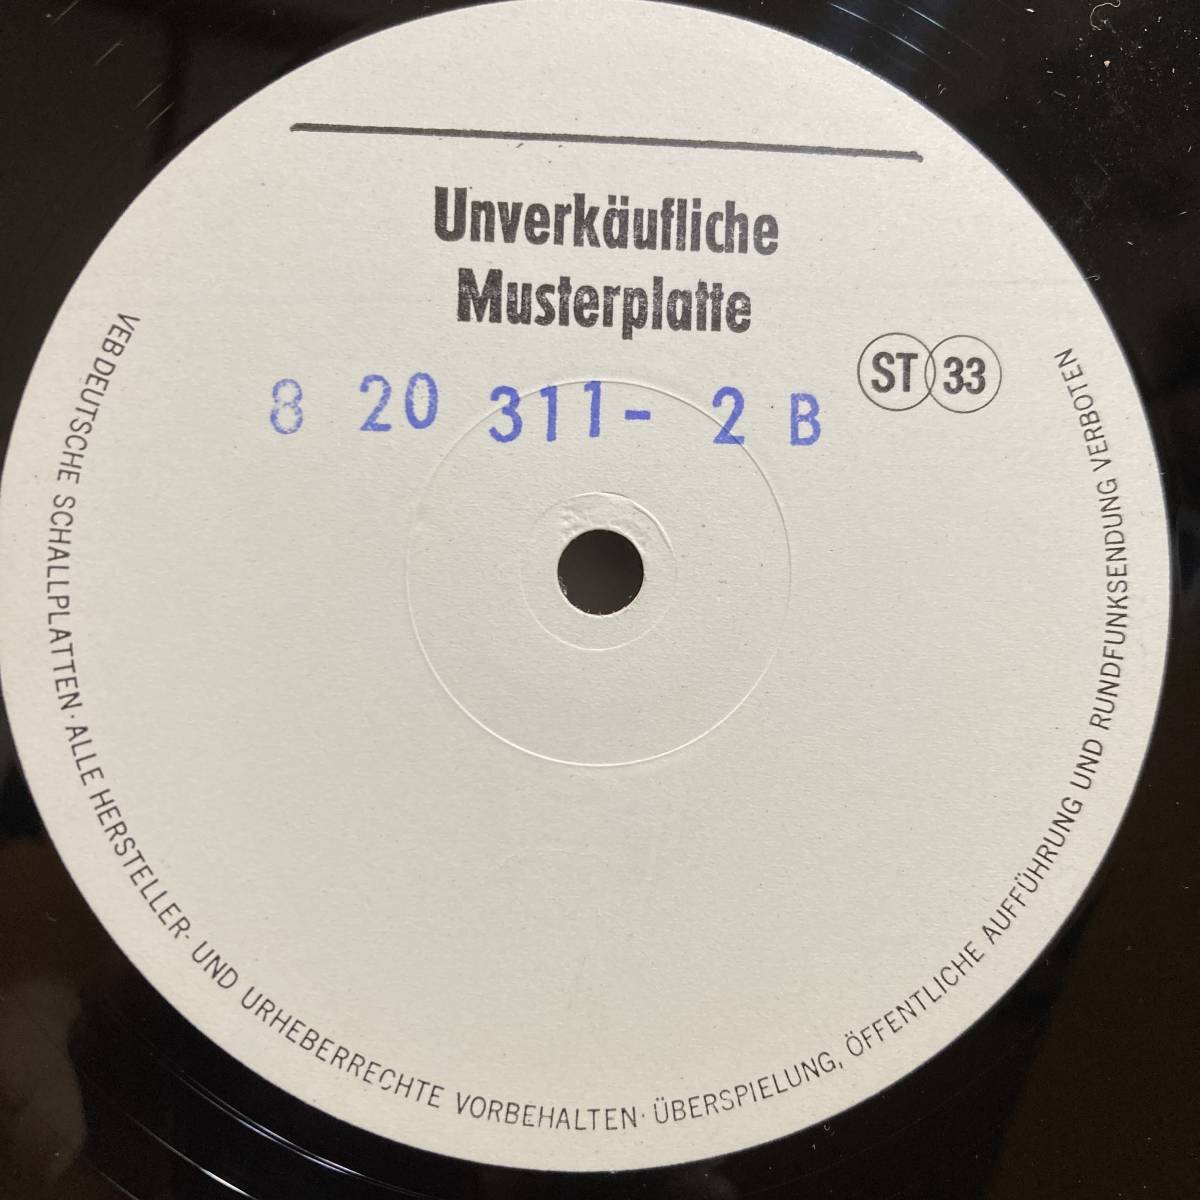 Unverkäufliche
Musterplatte
ST 33
8 20 311- 2 B
VEB DEUTSCHE SCHALLPLATTEN · ALLE HERSTELLER- UND URHEBERRECHTE VORBEHALTEN · ÜBERSPIELUNG, ÖFFENTLICHE AUFFÜHRUNG UND RUNDFUNKSENDUNG VERBOTEN